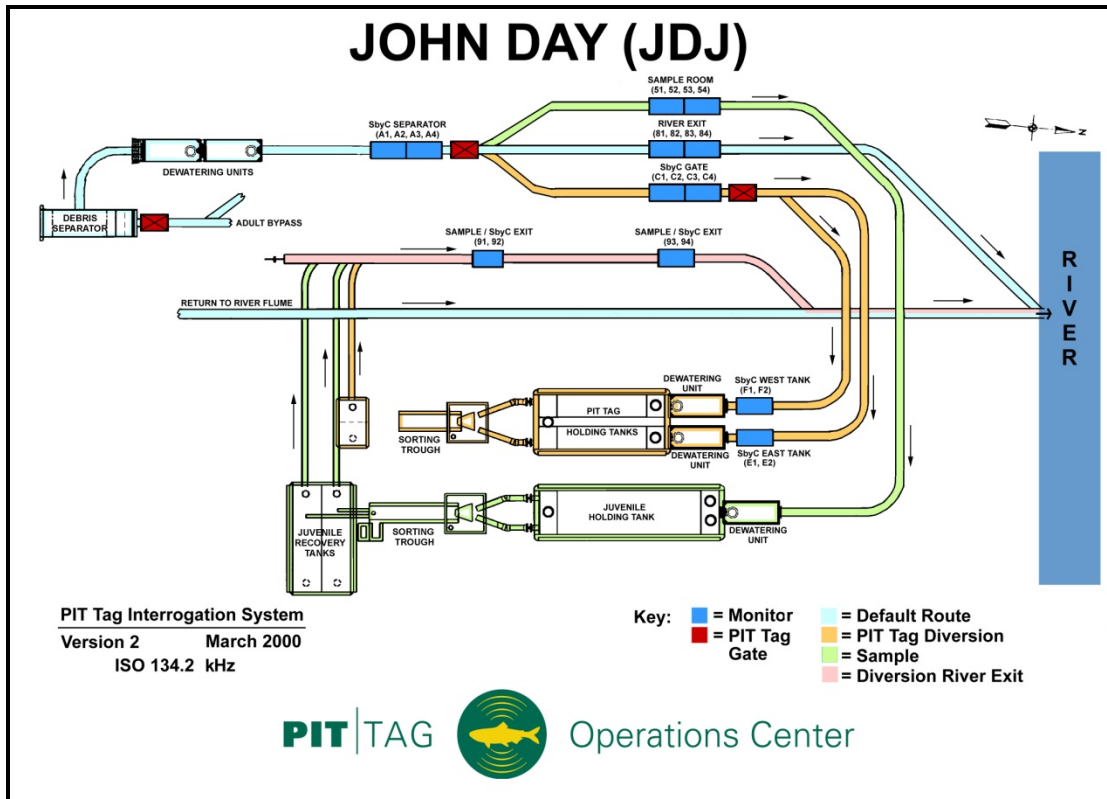 JOHN DAY (JDJ)
SAMPLE ROOM
(51, 52, 53, 54)
SbyC SEPARATOR
(A1, A2, A3, A4)
RIVER EXIT
(81, 82, 83, 84)
N
DEWATERING UNITS
SbyC GATE
(C1, C2, C3, C4)
DEBRIS
SEPARATOR
ADULT BYPASS
SAMPLE / SbyC EXIT
(91, 92)
SAMPLE / SbyC EXIT
(93, 94)
RIVER
RETURN TO RIVER FLUME
DEWATERING
UNIT
SbyC WEST TANK
(F1, F2)
PIT TAG
HOLDING TANKS
SORTING
TROUGH
DEWATERING
UNIT
SbyC EAST TANK
(E1, E2)
JUVENILE
HOLDING TANK
JUVENILE
RECOVERY
TANKS
SORTING
TROUGH
DEWATERING
UNIT
PIT Tag Interrogation System
Version 2 March 2000
ISO 134.2 kHz
Key: = Monitor = Default Route
= PIT Tag Gate = PIT Tag Diversion
= Sample
= Diversion River Exit
PIT TAG Operations Center